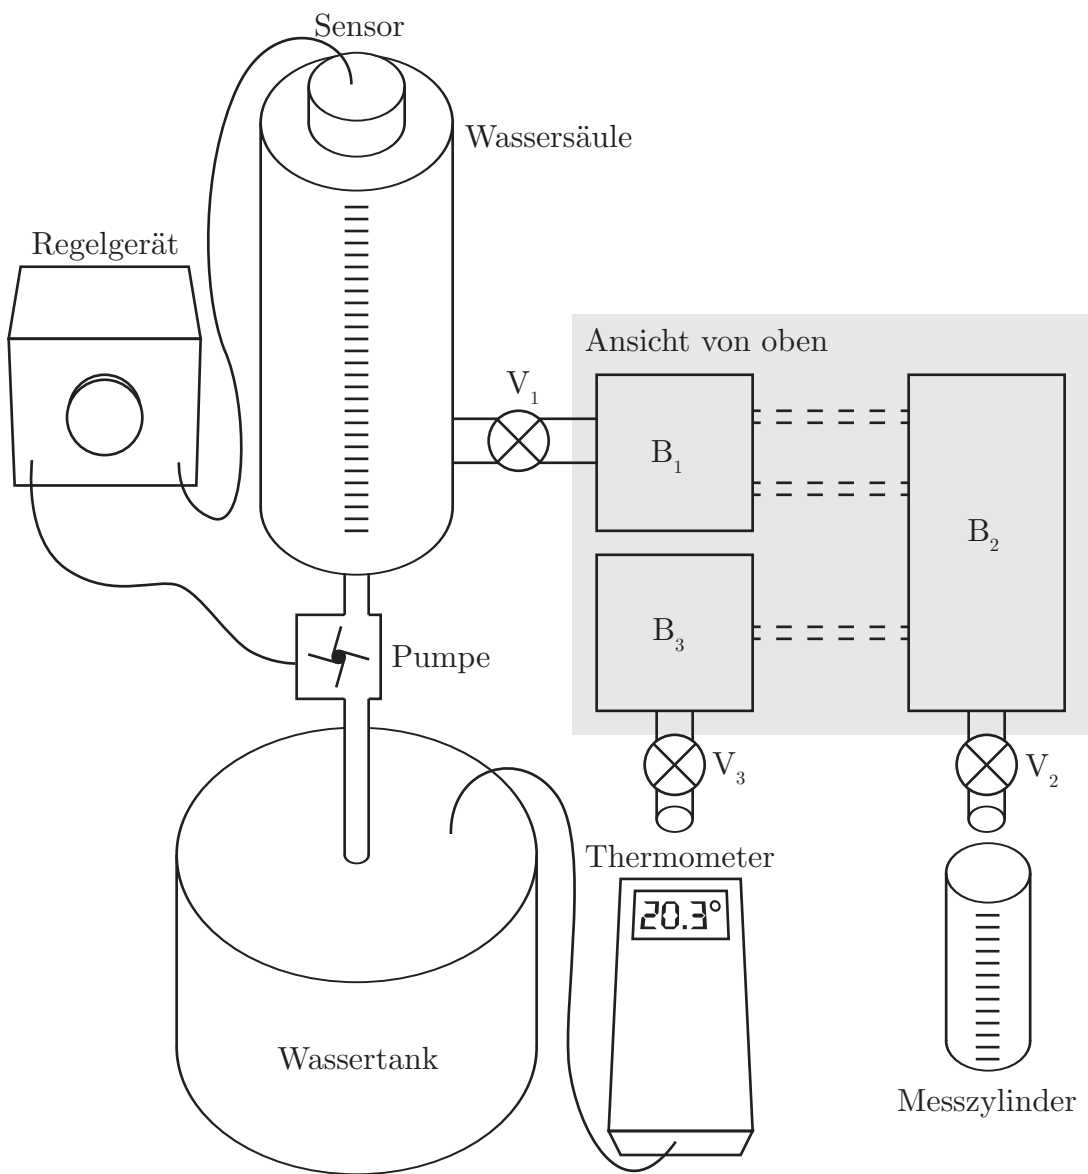 Sensor
Wassersäule
Regelgerät
Ansicht von oben
V₁
B₁
B₂
B₃
Pumpe
V₃
V₂
Thermometer
20.3°
Wassertank
Messzylinder